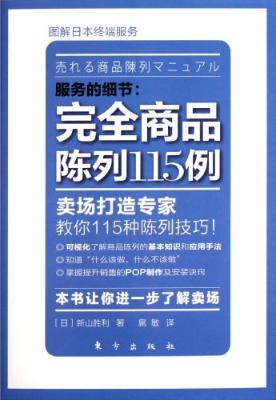 图解日本终端服务
売れる商品陳列マニュアル
服务的细节:
完全商品
陈列115例
卖场打造专家
教你115种陈列技巧!
可视化了解商品陈列的基本知识和应用手法
知道“什么该做、什么不该做”
掌握提升销售的POP制作及安装诀窍
本书让你进一步了解卖场
[日] 新山胜利 著 扈敏 译
东方出版社